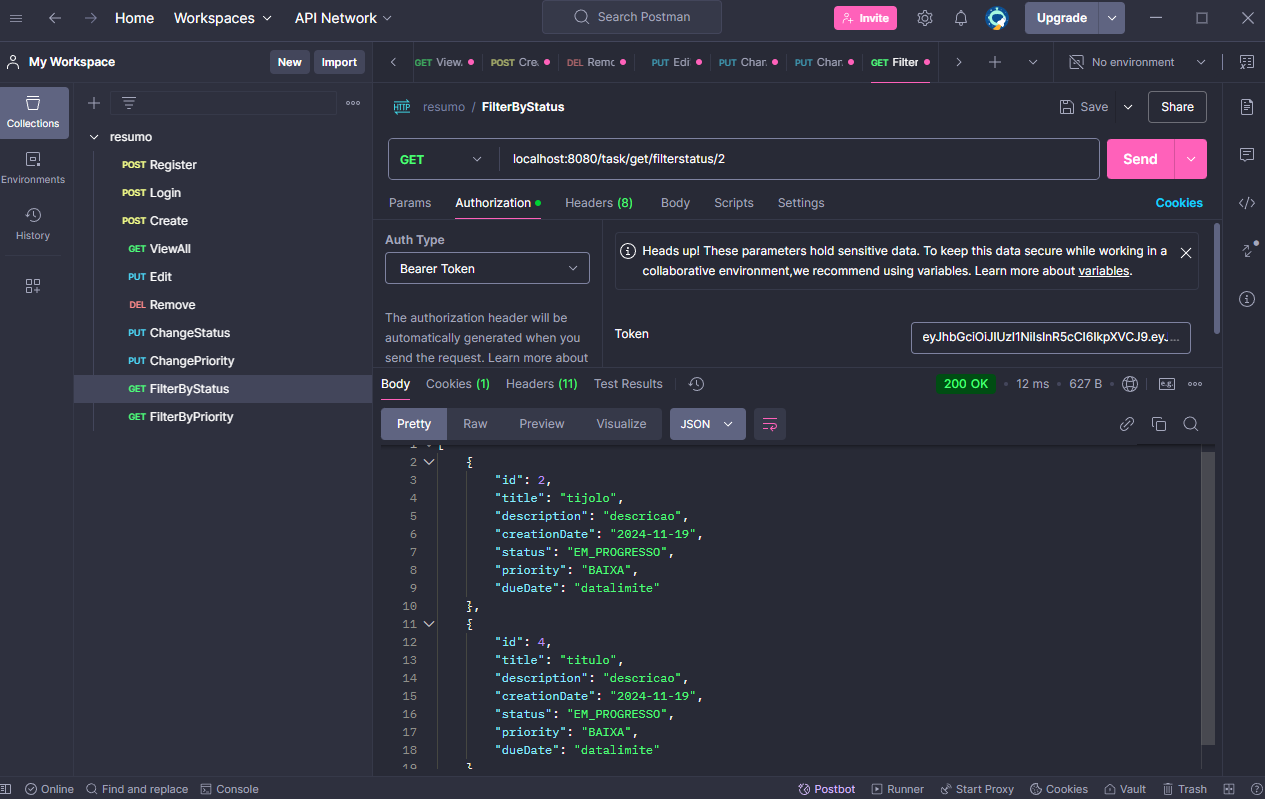 Home Workspaces API Network Search Postman Invite Upgrade
My Workspace New Import GET View. POST Cre. DEL Remc PUT Edi PUT Char. PUT Char. GET Filter No environment
Collections
Environments
History
resumo
POST Register
POST Login
POST Create
GET ViewAll
PUT Edit
DEL Remove
PUT ChangeStatus
PUT ChangePriority
GET FilterByStatus
GET FilterByPriority
HTTP resumo / FilterByStatus Save Share
GET localhost:8080/task/get/filterstatus/2 Send
Params Authorization Headers (8) Body Scripts Settings Cookies
Auth Type
Bearer Token
The authorization header will be
automatically generated when you
send the request. Learn more about
Heads up! These parameters hold sensitive data. To keep this data secure while working in a
collaborative environment,we recommend using variables. Learn more about variables.
Token
Body Cookies (1) Headers (11) Test Results 200 OK 12 ms 627 B e.g.
Pretty Raw Preview Visualize JSON
1 [
2 {
3 "id": 2,
4 "title": "tijolo",
5 "description": "descricao",
6 "creationDate": "2024-11-19",
7 "status": "EM_PROGRESSO",
8 "priority": "BAIXA",
9 "dueDate": "datalimite"
10 },
11 {
12 "id": 4,
13 "title": "titulo",
14 "description": "descricao",
15 "creationDate": "2024-11-19",
16 "status": "EM_PROGRESSO",
17 "priority": "BAIXA",
18 "dueDate": "datalimite"
19 }
Online Find and replace Console Postbot Runner Start Proxy Cookies Vault Trash